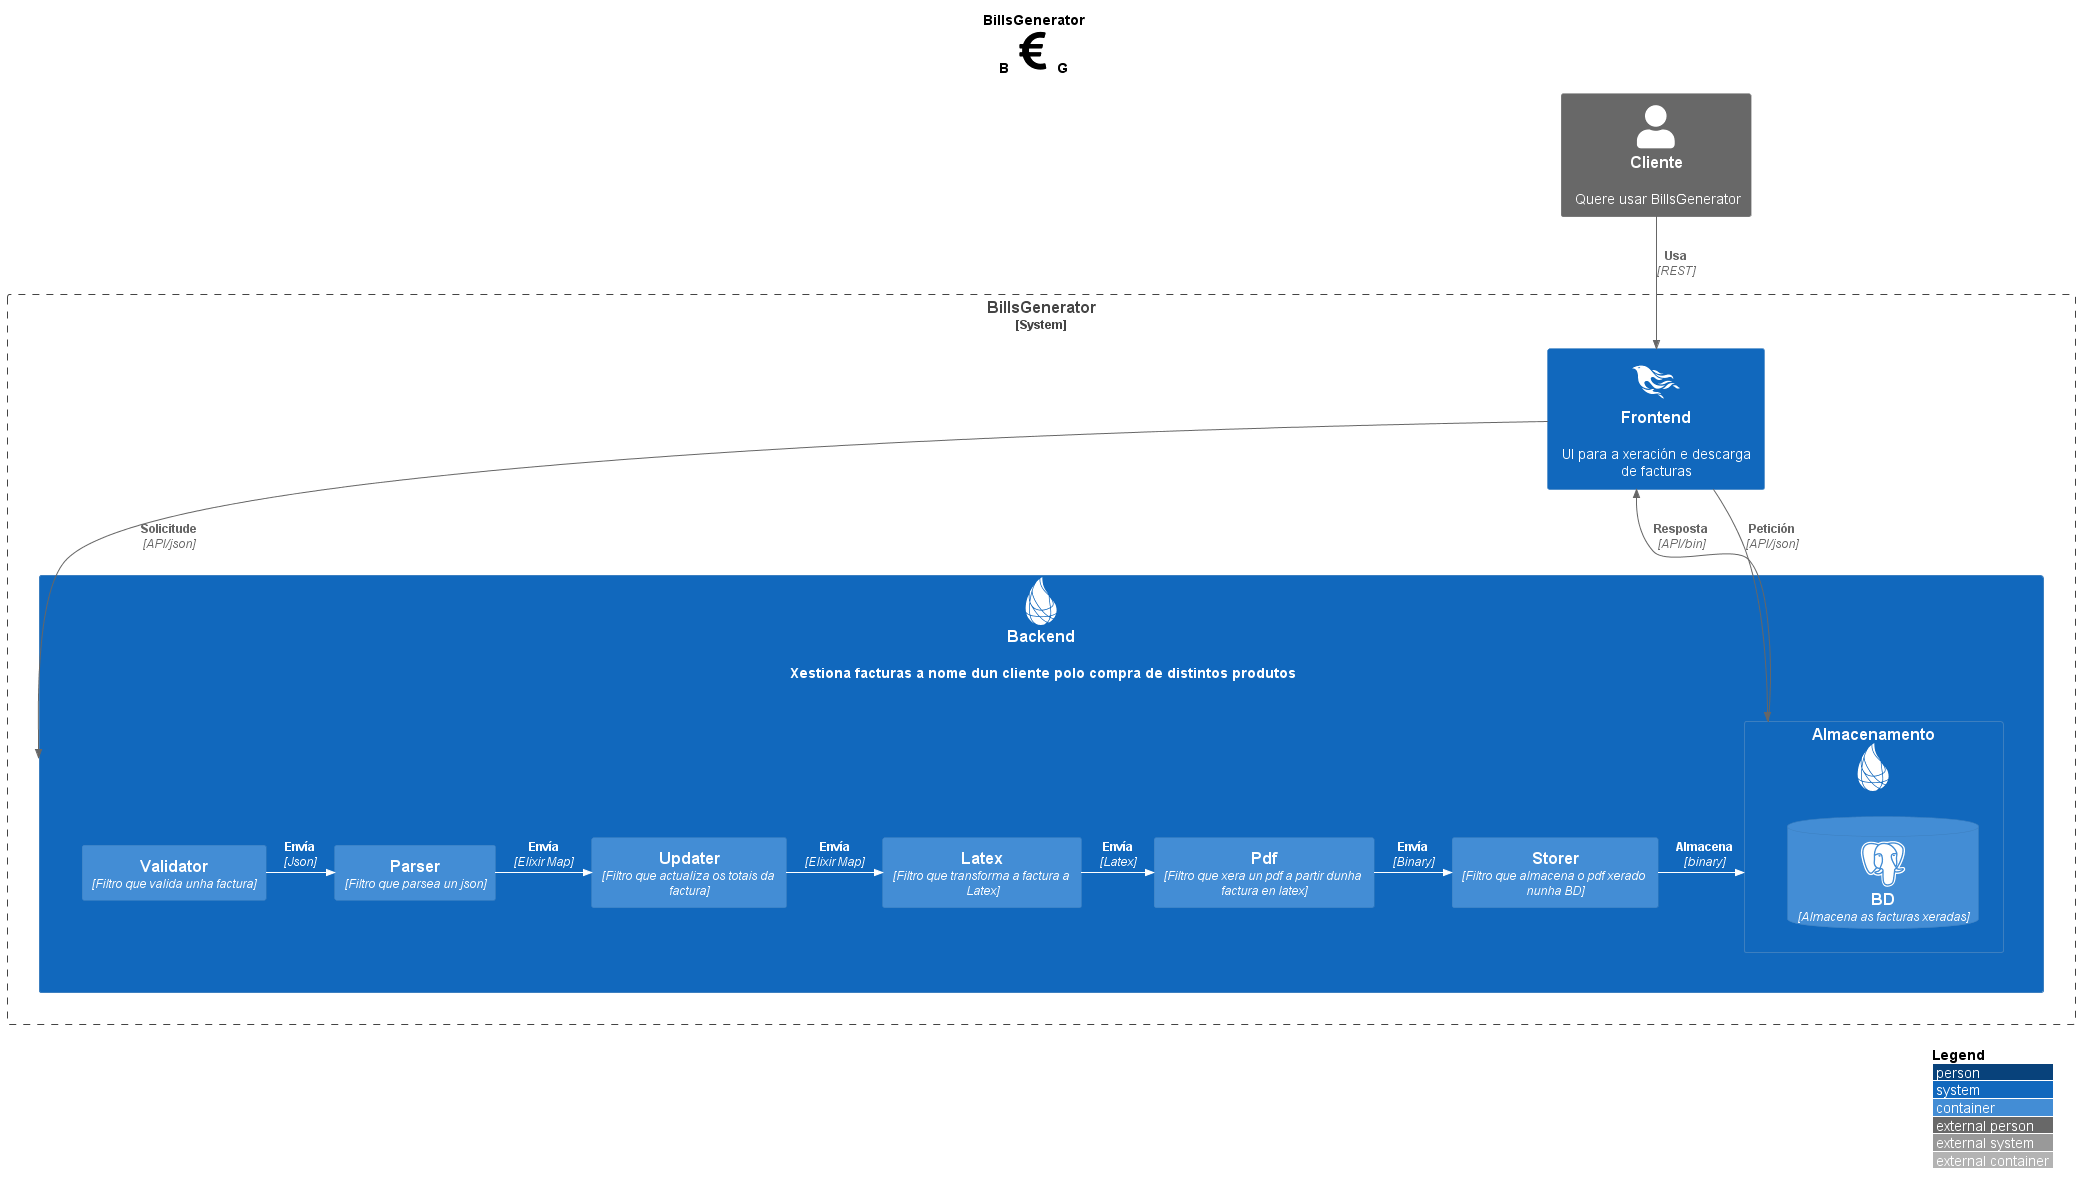 BillsGenerator
B € G
Cliente
Quere usar BillsGenerator
Usa
[REST]
BillsGenerator
[System]
Frontend
UI para a xeración e descarga
de facturas
Solicitude
[API/json]
Resposta
[API/bin]
Petición
[API/json]
Backend
Xestiona facturas a nome dun cliente polo compra de distintos produtos
Almacenamento
Validator
[Filtro que valida unha factura]
Envía
[Json]
Parser
[Filtro que parsea un json]
Envía
[Elixir Map]
Updater
[Filtro que actualiza os totais da
factura]
Envía
[Elixir Map]
Latex
[Filtro que transforma a factura a
Latex]
Envía
[Latex]
Pdf
[Filtro que xera un pdf a partir dunha
factura en latex]
Envía
[Binary]
Storer
[Filtro que almacena o pdf xerado
nunha BD]
Almacena
[binary]
BD
[Almacena as facturas xeradas]
Legend
person
system
container
external person
external system
external container